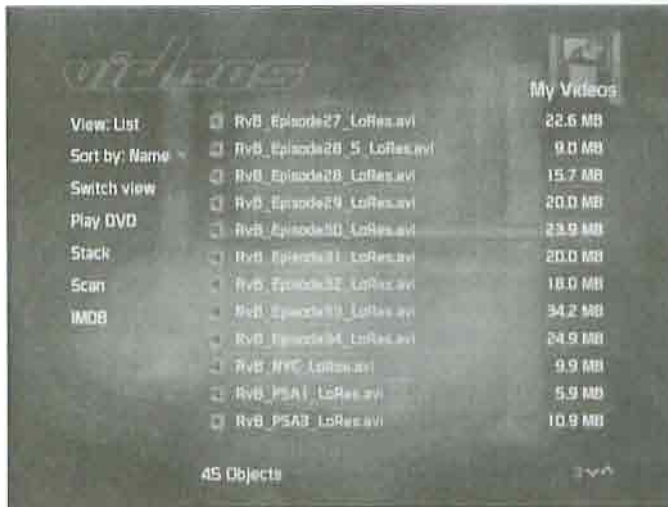 videos
My Videos
View: List
Sort by: Name
Switch view
Play DVD
Stack
Scan
IMDB
RvB_Episode27_LoRes.avi 22.6 MB
RvB_Episode28_5_LoRes.avi 9.0 MB
RvB_Episode28_LoRes.avi 15.7 MB
RvB_Episode29_LoRes.avi 20.0 MB
RvB_Episode30_LoRes.avi 23.9 MB
RvB_Episode31_LoRes.avi 20.0 MB
RvB_Episode32_LoRes.avi 18.0 MB
RvB_Episode33_LoRes.avi 34.2 MB
RvB_Episode34_LoRes.avi 24.9 MB
RvB_NYC_LoRes.avi 9.9 MB
RvB_PSA1_LoRes.avi 5.9 MB
RvB_PSA3_LoRes.avi 10.9 MB
45 Objects